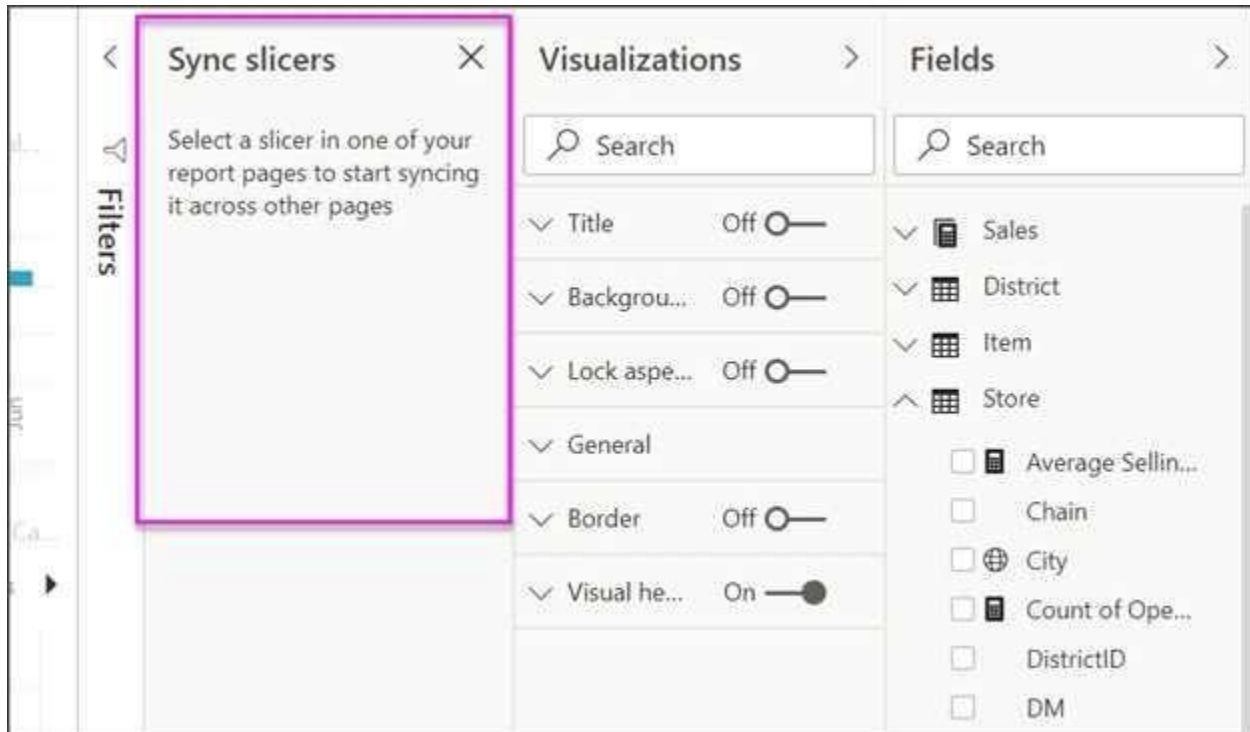 Filters
Jun
Ca...
Sync slicers
Select a slicer in one of your
report pages to start syncing
it across other pages
Visualizations
Search
Title Off
Backgrou... Off
Lock aspe... Off
General
Border Off
Visual he... On
Fields
Search
Sales
District
Item
Store
Average Sellin...
Chain
City
Count of Ope...
DistrictID
DM